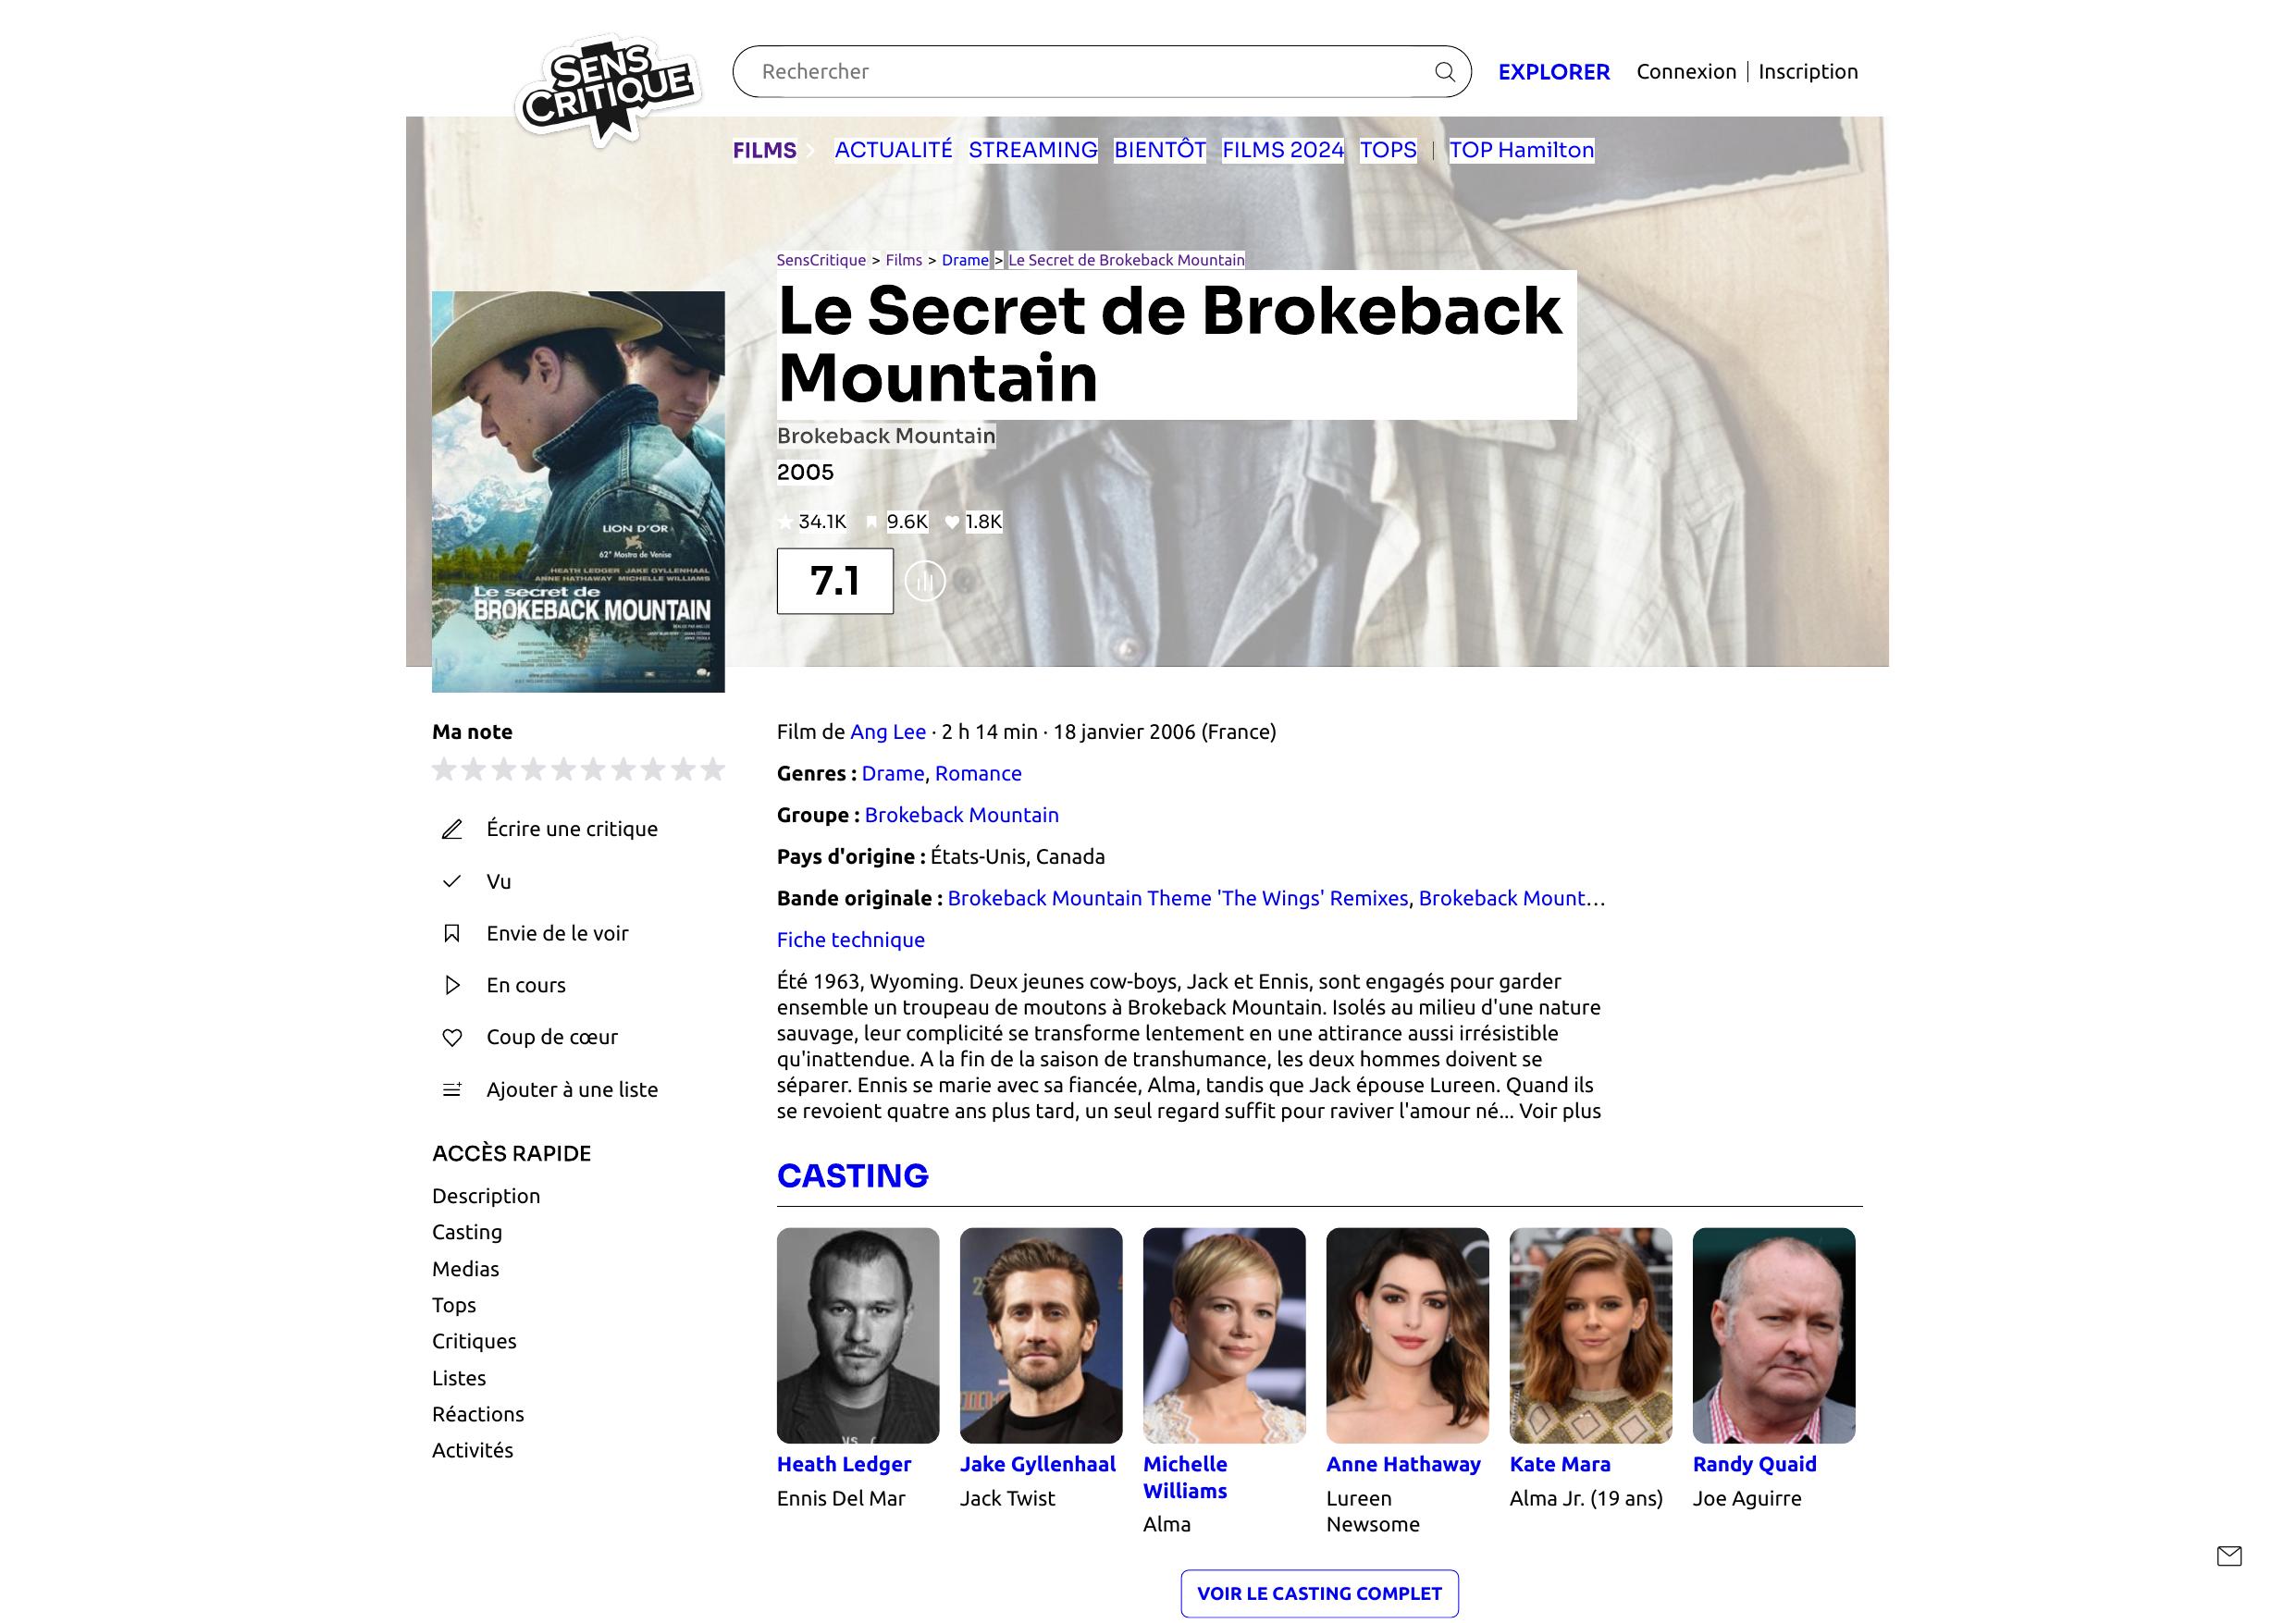 SENS
CRITIQUE
Rechercher
EXPLORER
Connexion | Inscription
FILMS
ACTUALITÉ
STREAMING
BIENTÔT
FILMS 2024
TOPS
|
TOP Hamilton
SensCritique > Films > Drame > Le Secret de Brokeback Mountain
Le Secret de Brokeback
Mountain
Brokeback Mountain
2005
34.1K 9.6K 1.8K
7.1
LION D'OR
62° Mostra de Venise
HEATH LEDGER JAKE GYLLENHAAL
ANNE HATHAWAY MICHELLE WILLIAMS
Le secret de
BROKEBACK MOUNTAIN
Ma note
Écrire une critique
Vu
Envie de le voir
En cours
Coup de cœur
Ajouter à une liste
ACCÈS RAPIDE
Description
Casting
Medias
Tops
Critiques
Listes
Réactions
Activités
Film de Ang Lee · 2 h 14 min · 18 janvier 2006 (France)
Genres : Drame, Romance
Groupe : Brokeback Mountain
Pays d'origine : États-Unis, Canada
Bande originale : Brokeback Mountain Theme 'The Wings' Remixes, Brokeback Mount…
Fiche technique
Été 1963, Wyoming. Deux jeunes cow-boys, Jack et Ennis, sont engagés pour garder
ensemble un troupeau de moutons à Brokeback Mountain. Isolés au milieu d'une nature
sauvage, leur complicité se transforme lentement en une attirance aussi irrésistible
qu'inattendue. A la fin de la saison de transhumance, les deux hommes doivent se
séparer. Ennis se marie avec sa fiancée, Alma, tandis que Jack épouse Lureen. Quand ils
se revoient quatre ans plus tard, un seul regard suffit pour raviver l'amour né... Voir plus
CASTING
Heath Ledger
Ennis Del Mar
Jake Gyllenhaal
Jack Twist
Michelle
Williams
Alma
Anne Hathaway
Lureen
Newsome
Kate Mara
Alma Jr. (19 ans)
Randy Quaid
Joe Aguirre
VOIR LE CASTING COMPLET